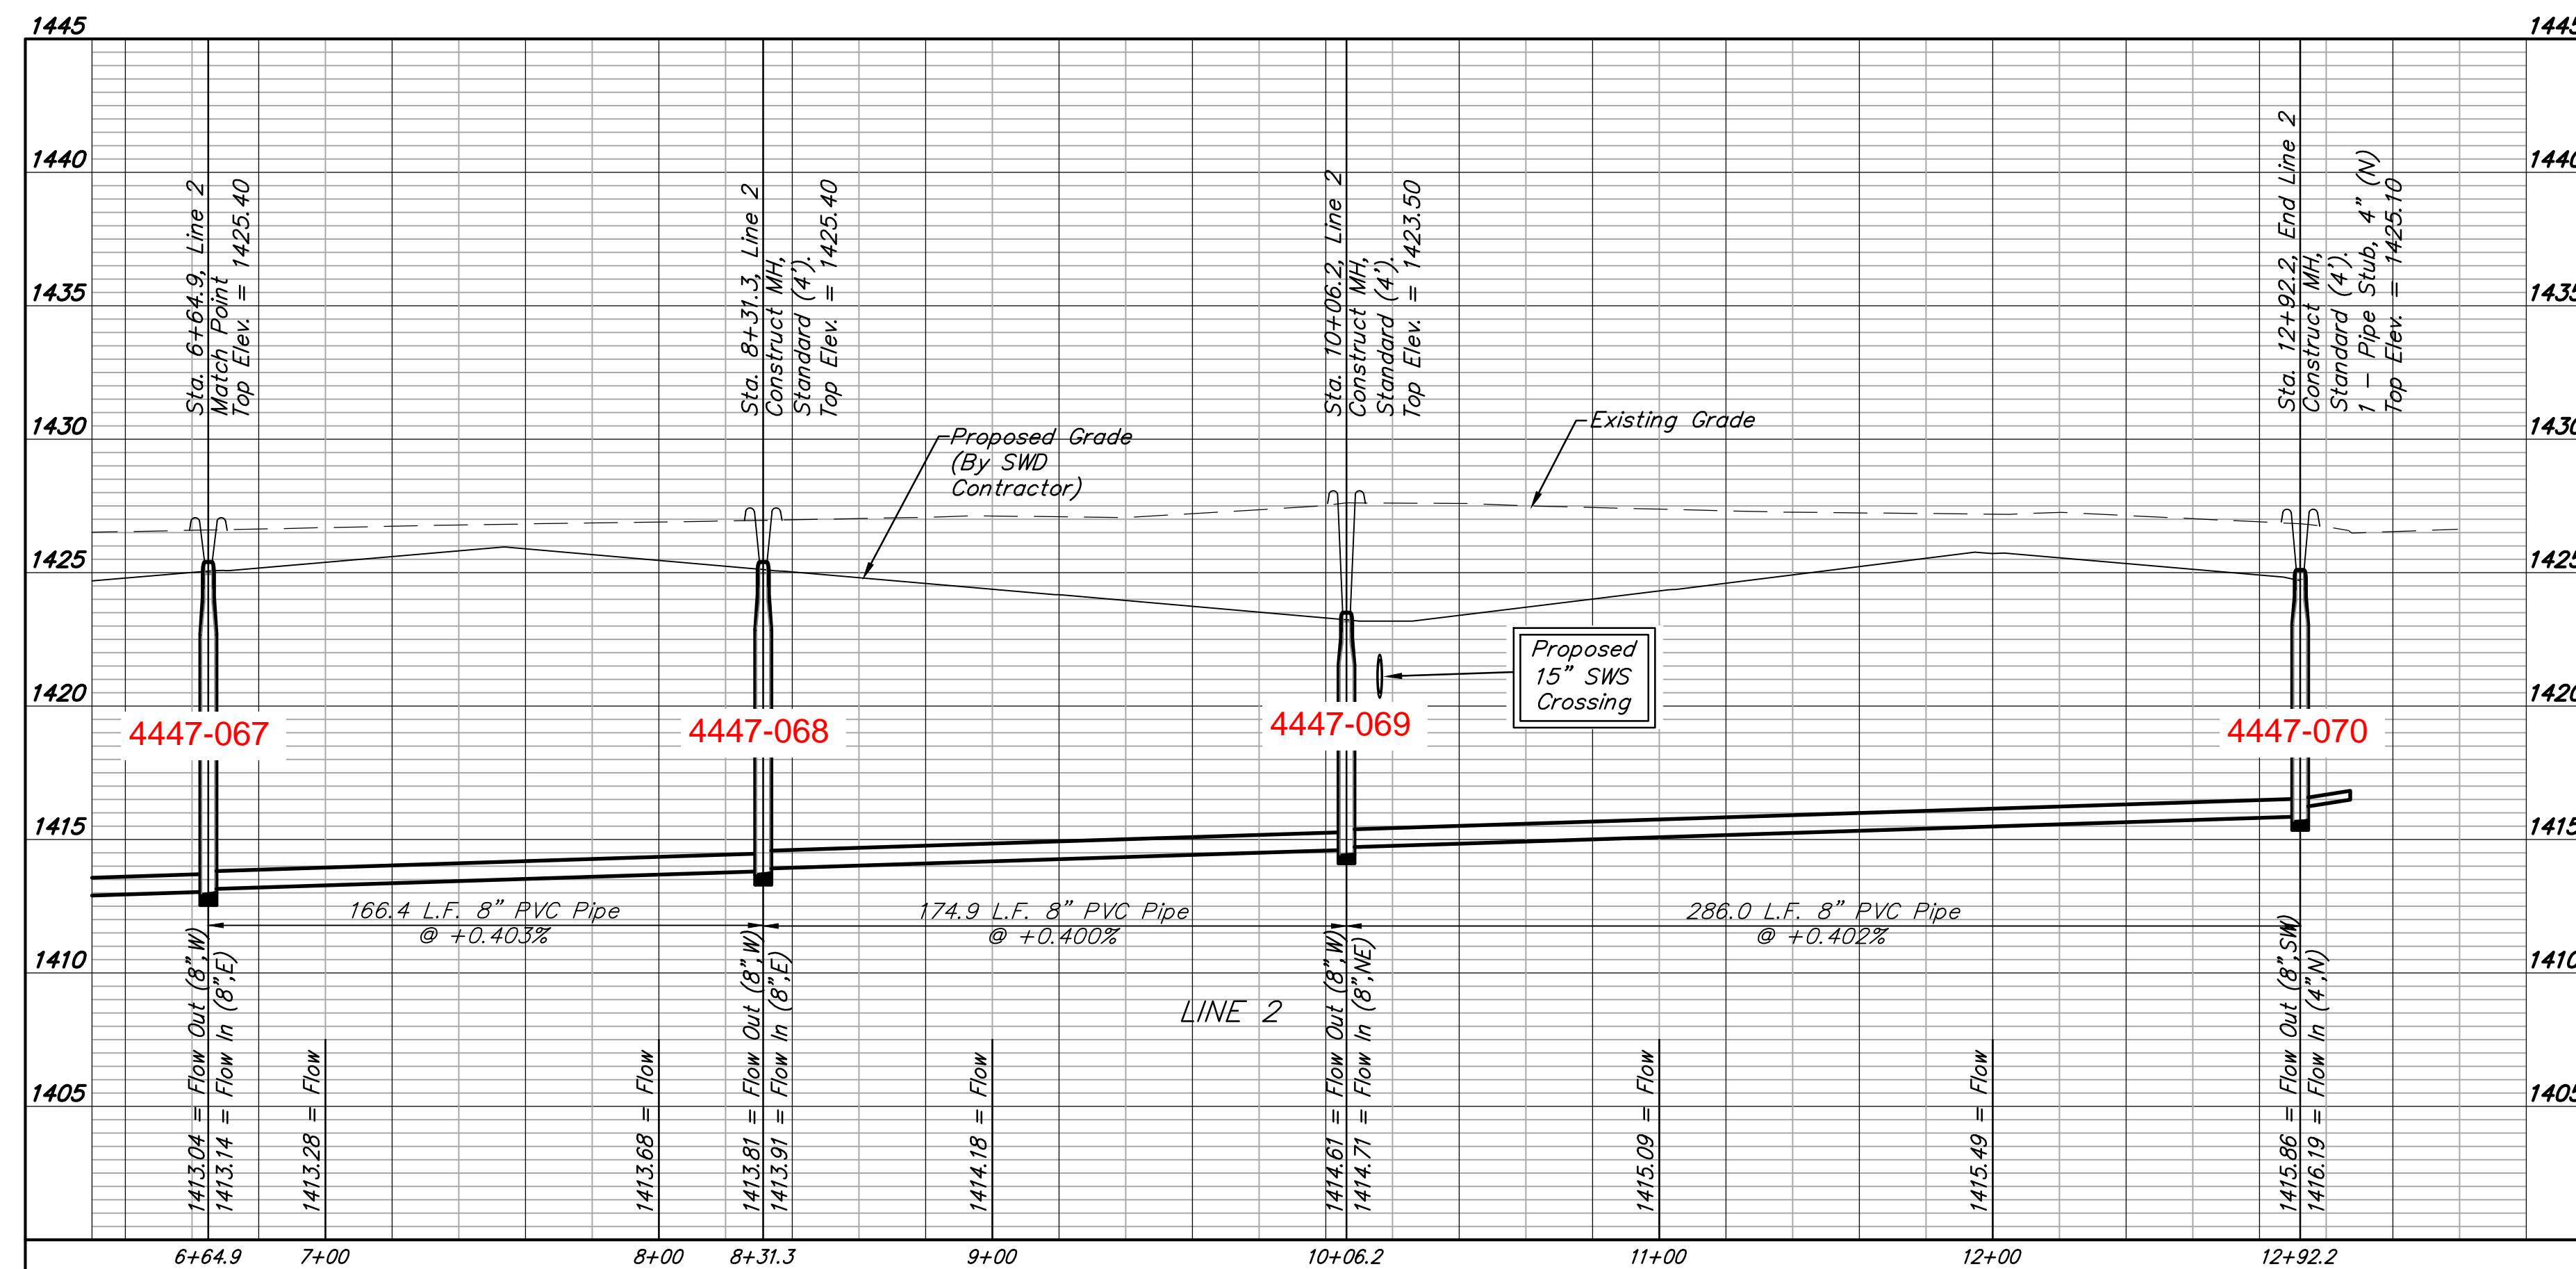 1445
1445
1440
1440
1435
1435
1430
1430
1425
1425
1420
1420
1415
1415
1410
1410
1405
1405
Sta. 6+64.9, Line 2
Match Point
Top Elev. = 1425.40
Sta. 8+31.3, Line 2
Construct MH,
Standard (4').
Top Elev. = 1425.40
Sta. 10+06.2, Line 2
Construct MH,
Standard (4').
Top Elev. = 1423.50
Sta. 12+92.2, End Line 2
Construct MH,
Standard (4').
1 - Pipe Stub, 4" (N)
Top Elev. = 1425.10
Proposed Grade
(By SWD
Contractor)
Existing Grade
Proposed
15" SWS
Crossing
4447-067
4447-068
4447-069
4447-070
166.4 L.F. 8" PVC Pipe
@ +0.403%
174.9 L.F. 8" PVC Pipe
@ +0.400%
286.0 L.F. 8" PVC Pipe
@ +0.402%
LINE 2
1413.04 = Flow Out (8",W)
1413.14 = Flow In (8",E)
1413.28 = Flow
1413.68 = Flow
1413.81 = Flow Out (8",W)
1413.91 = Flow In (8",E)
1414.18 = Flow
1414.61 = Flow Out (8",W)
1414.71 = Flow In (8",NE)
1415.09 = Flow
1415.49 = Flow
1415.86 = Flow Out (8",SW)
1416.19 = Flow In (4",N)
6+64.9
7+00
8+00
8+31.3
9+00
10+06.2
11+00
12+00
12+92.2